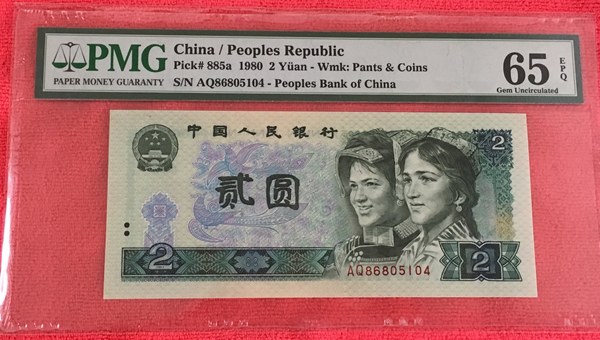 PMG
PAPER MONEY GUARANTY
China / Peoples Republic
Pick# 885a 1980 2 Yüan - Wmk: Pants & Coins
S/N AQ86805104 - Peoples Bank of China
65 EPQ
Gem Uncirculated
中国人民银行
2
贰圆
AQ86805104
2
2